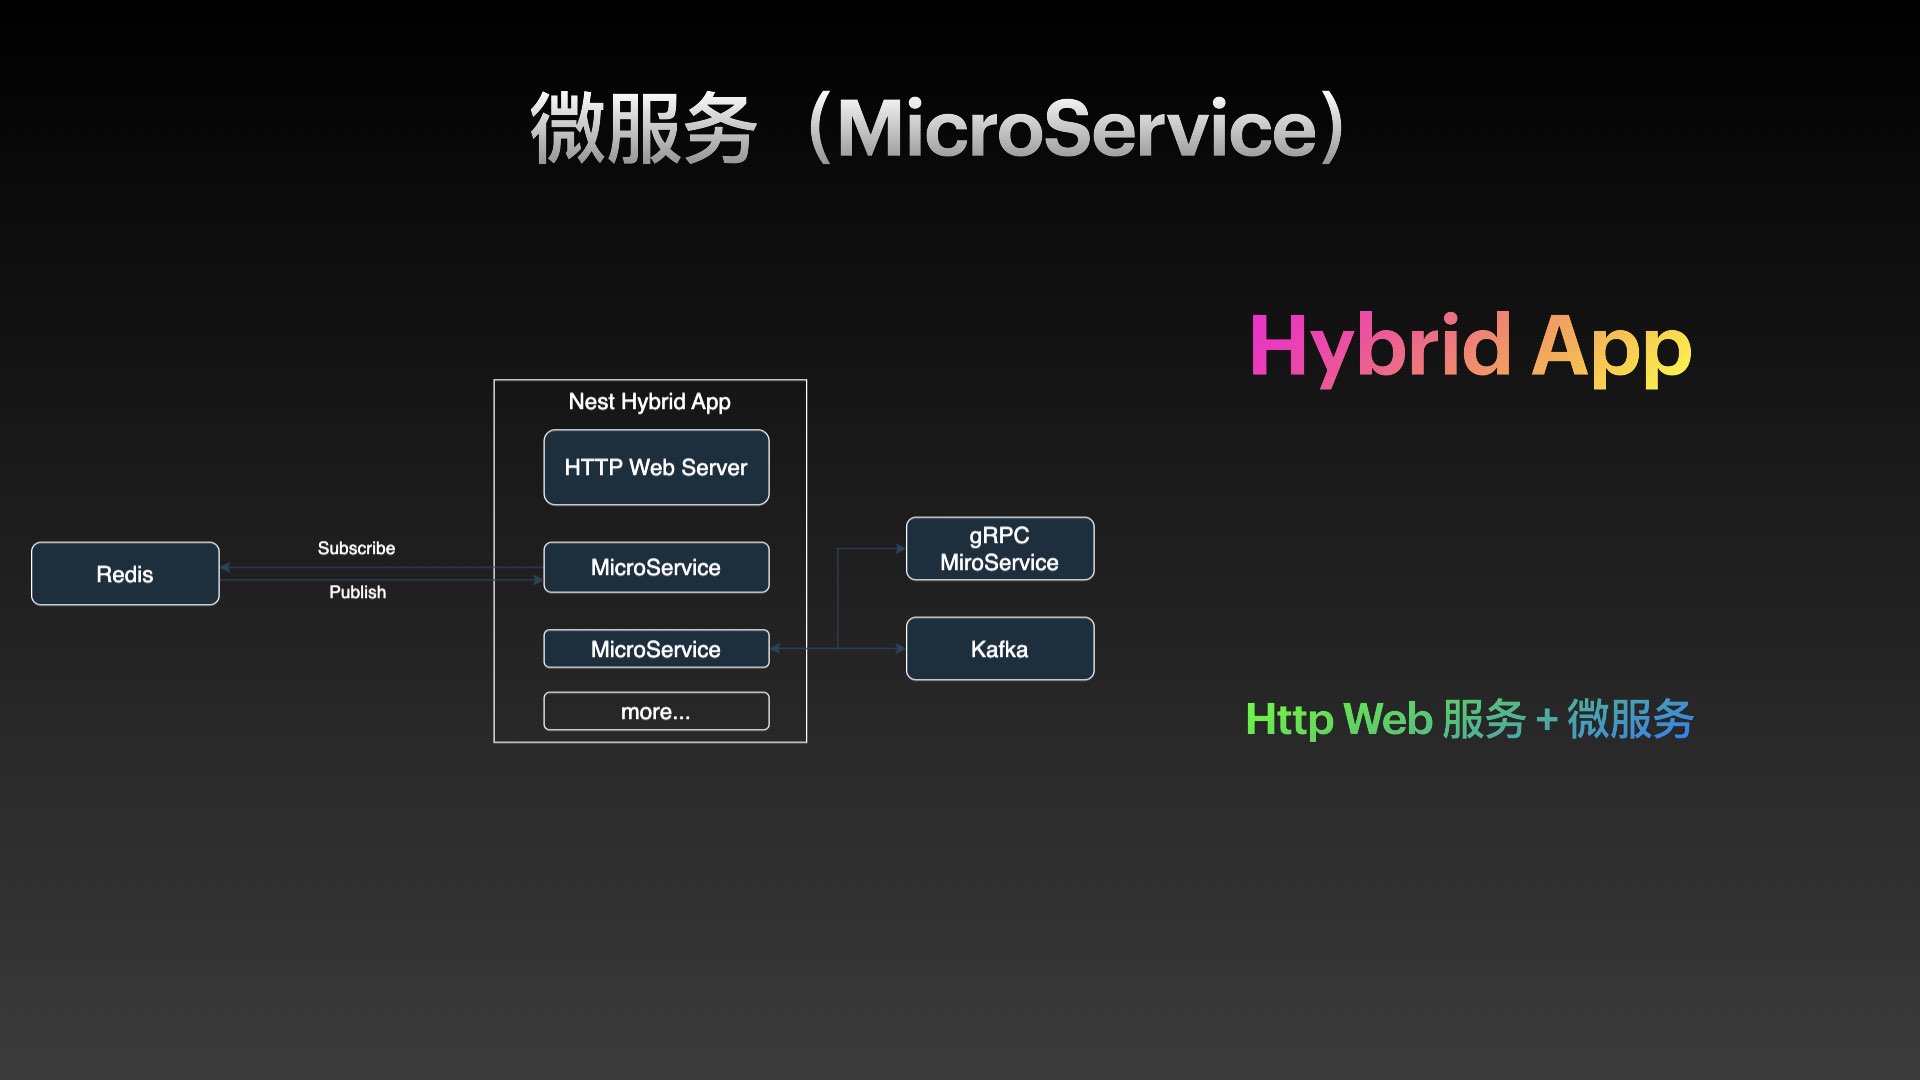 微服务（MicroService）
Hybrid App
Nest Hybrid App
HTTP Web Server
Redis
Subscribe
Publish
MicroService
MicroService
more...
gRPC
MiroService
Kafka
Http Web 服务 + 微服务